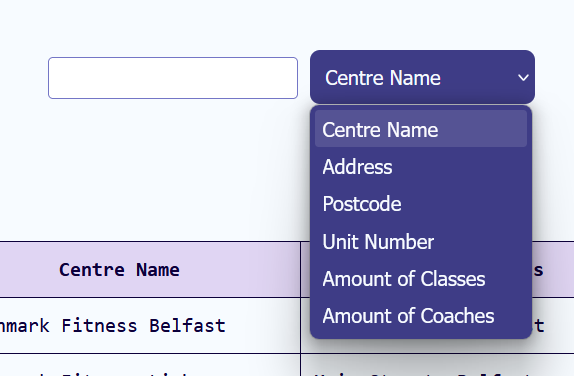 Centre Name
Centre Name
Address
Postcode
Unit Number
Amount of Classes
Amount of Coaches
Centre Name
Fitness Belfast